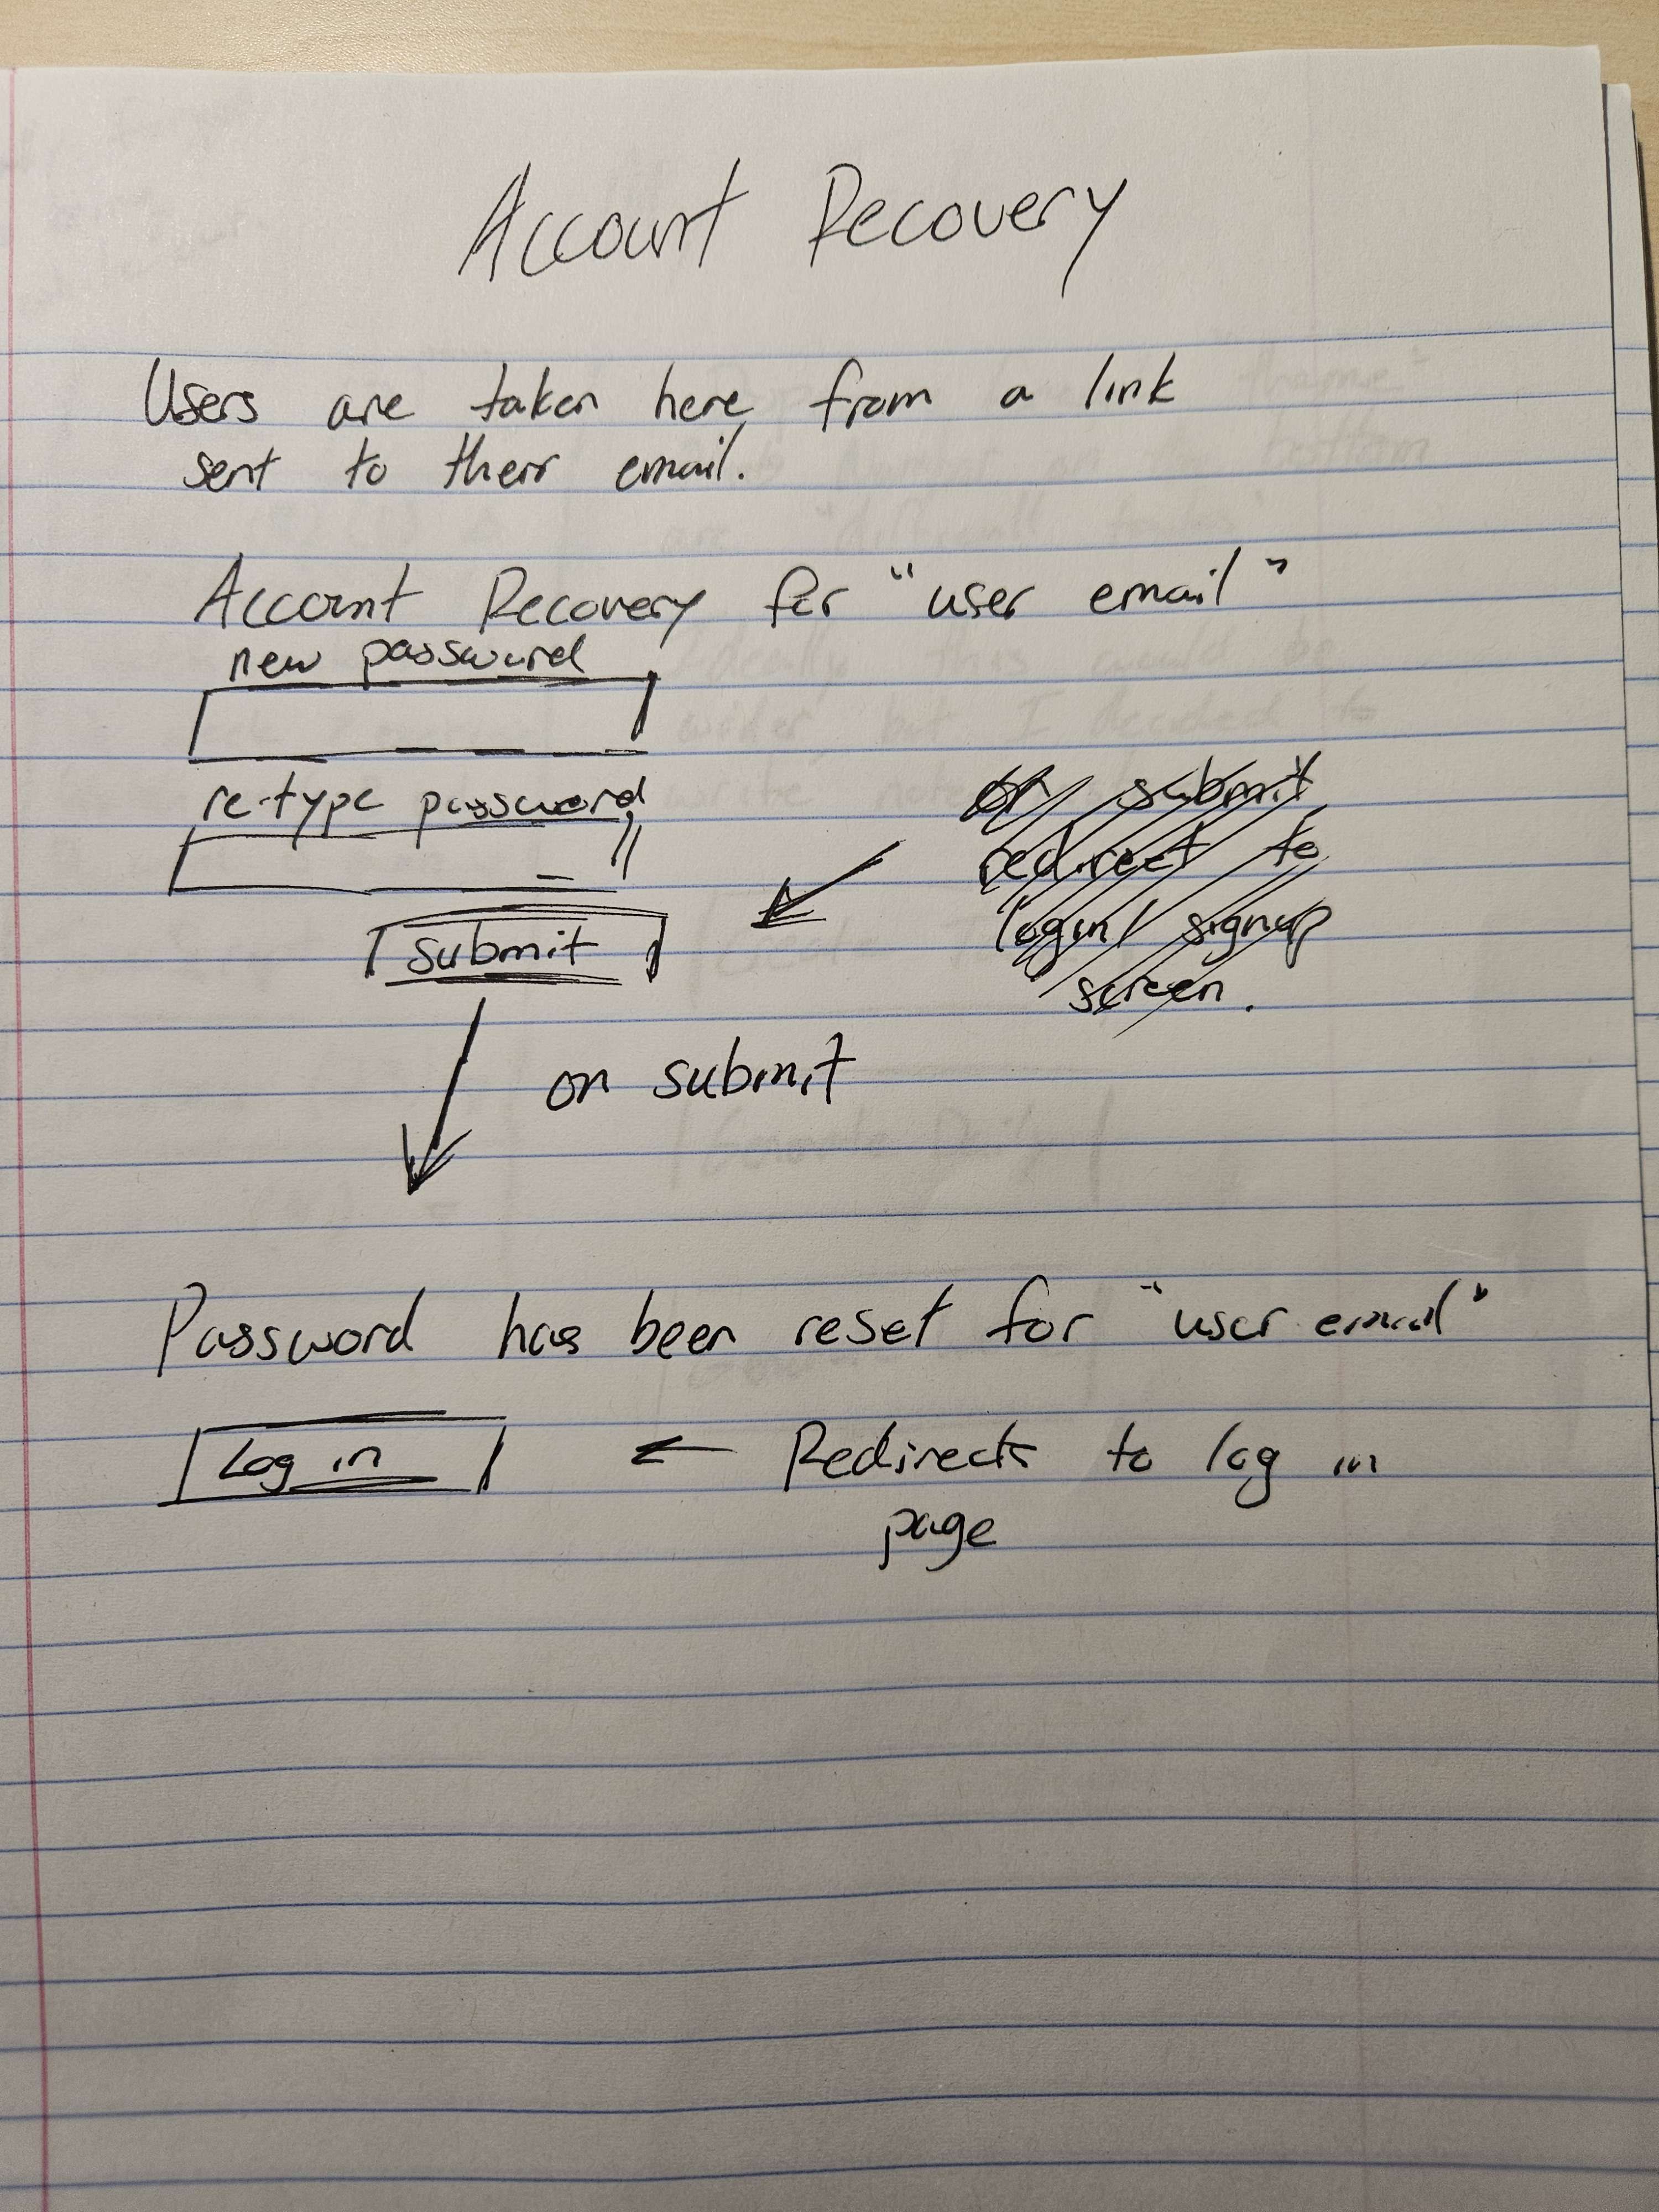 Account Recovery
Users are taken here from a link
sent to their email.
Account Recovery for "user email"
new password
re-type password
on submit
redirect to
login/signup
screen.
submit
on submit
Password has been reset for "user email"
Log in ← Redirects to log in
page